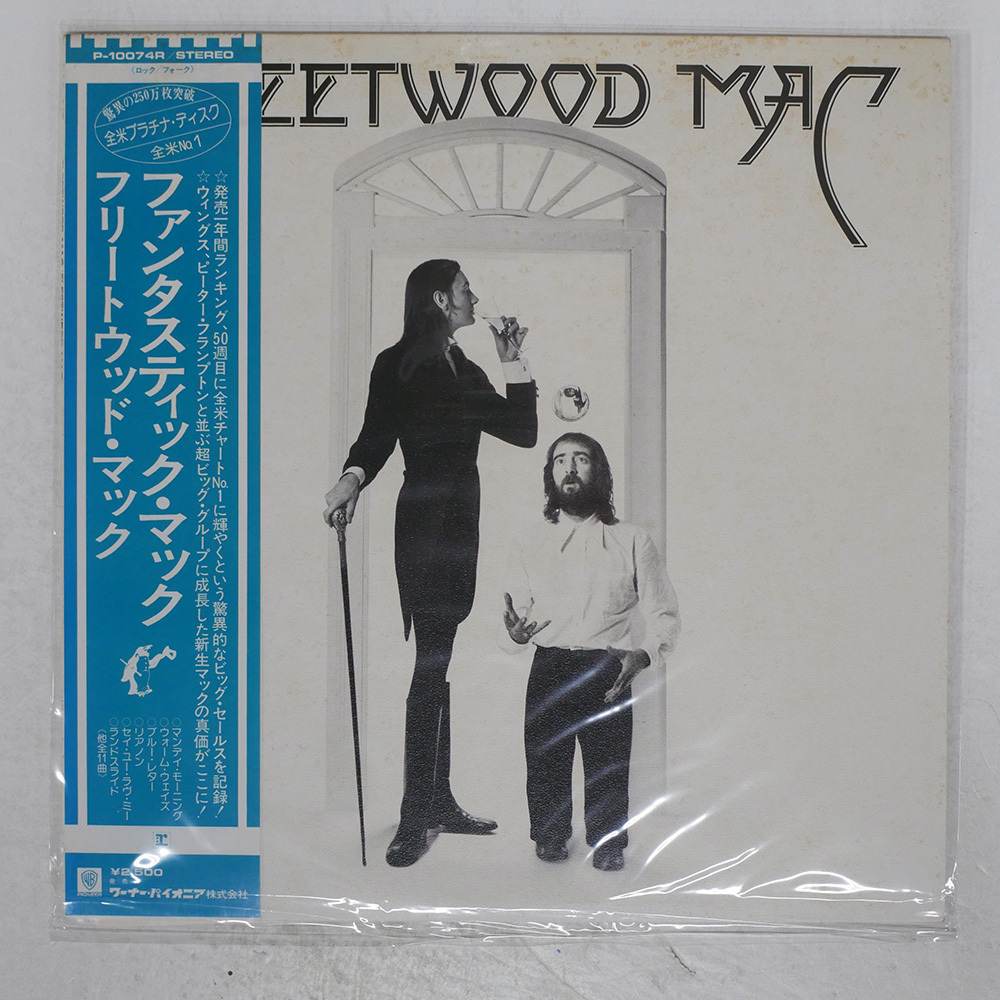 P-10074R/STEREO
(ロック/フォーク)
驚異の250万枚突破
全米プラチナ・ディスク
全米No.1
ZEETWOOD MAC
☆発売一年間ランキング、50週目に全米チャートNo.1に輝やくという驚異的なビッグ・セールスを記録!
☆ウィングス、ピーター・フランプトンと並ぶ超ビッグ・グループに成長した新生マックの真価がここに!
ファンタスティック・マック
フリートウッド・マック
○マンデイ・モーニング
○ウォーム・ウェイズ
○ブルー・レター
○リアノン
○セイ・ユー・ラヴ・ミー
○ランドスライド
(他全11曲)
¥2,500
ワーナー・パイオニア株式会社